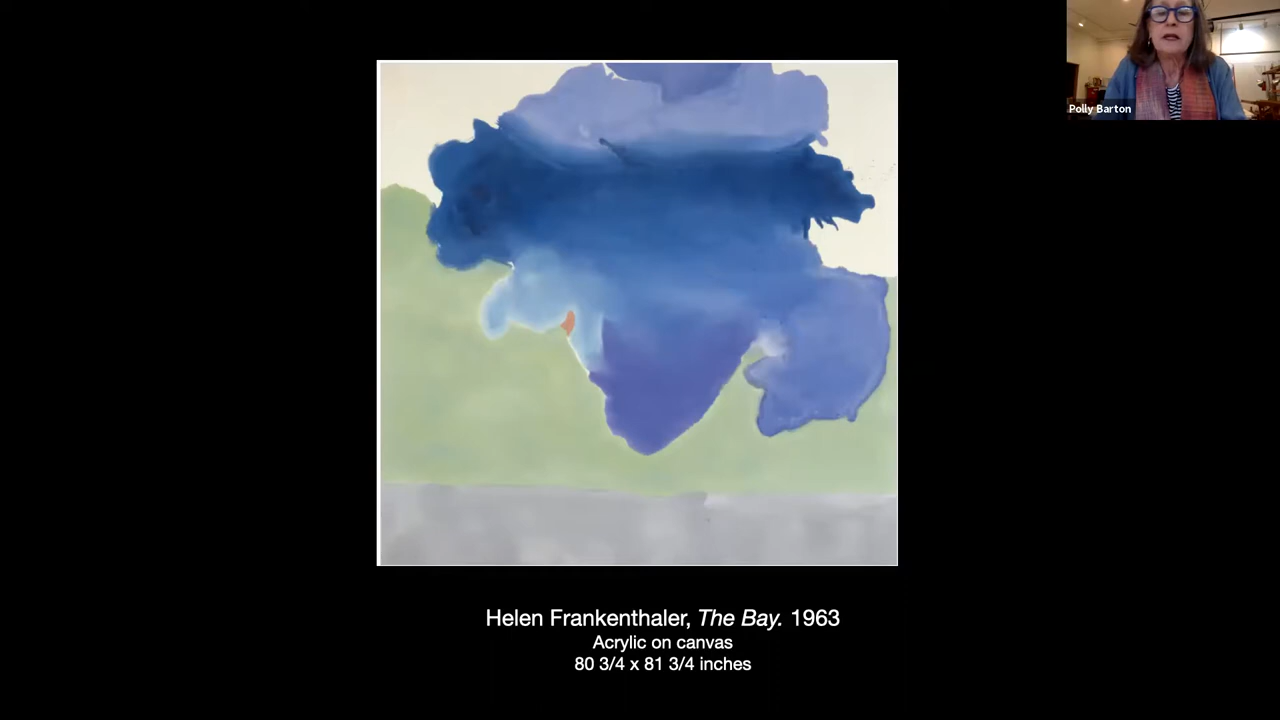 Polly Barton
Helen Frankenthaler, The Bay. 1963
Acrylic on canvas
80 3/4 x 81 3/4 inches